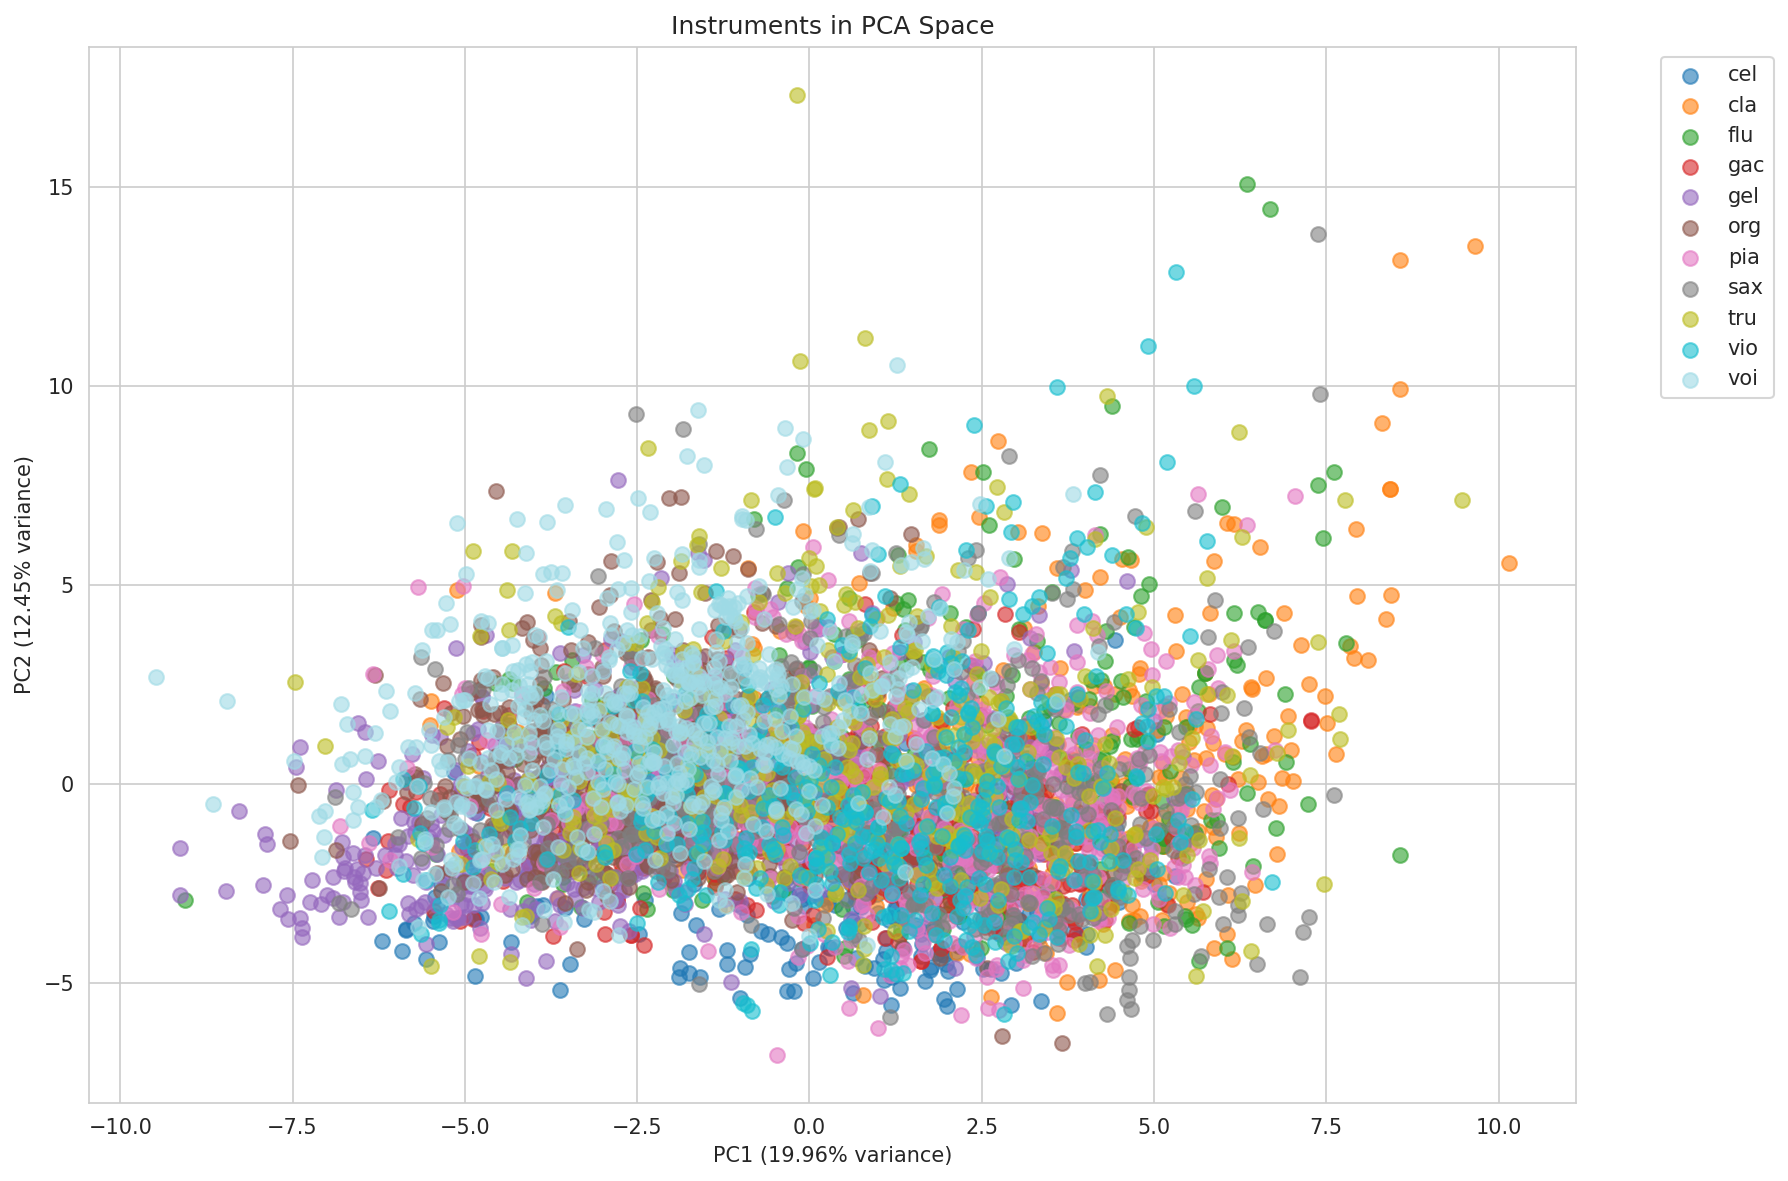 Instruments in PCA Space
cel
cla
flu
gac
gel
org
pia
sax
tru
vio
voi
PC2 (12.45% variance)
15
10
5
0
−5
−10.0 −7.5 −5.0 −2.5 0.0 2.5 5.0 7.5 10.0
PC1 (19.96% variance)